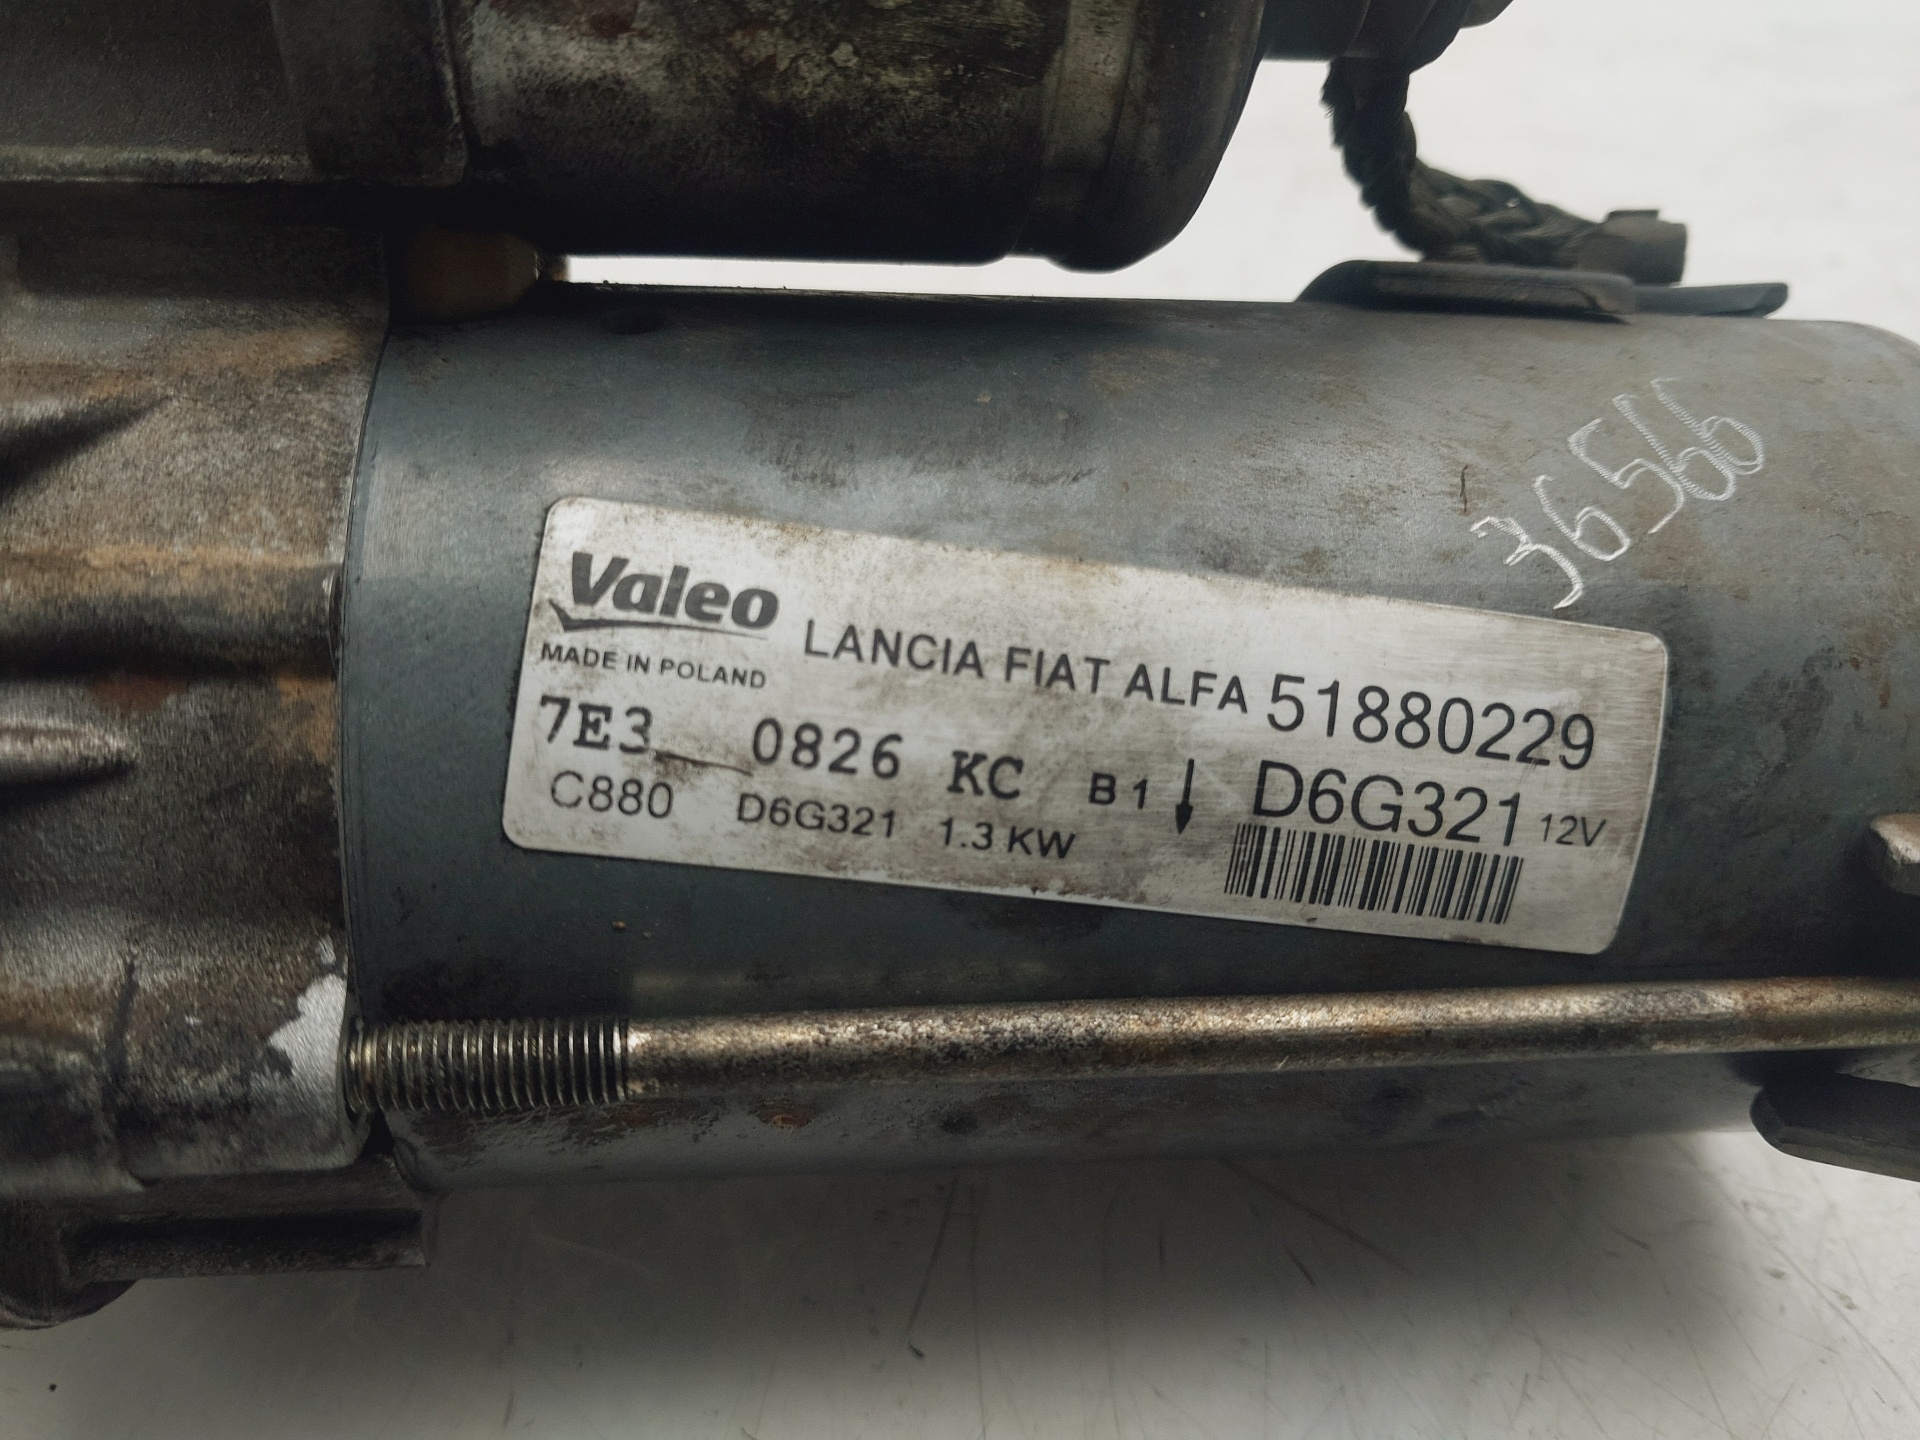 36566
Valeo
MADE IN POLAND
LANCIA FIAT ALFA 51880229
7E3 0826 KC B1 ↓ D6G321 12V
C880 D6G321 1.3 KW